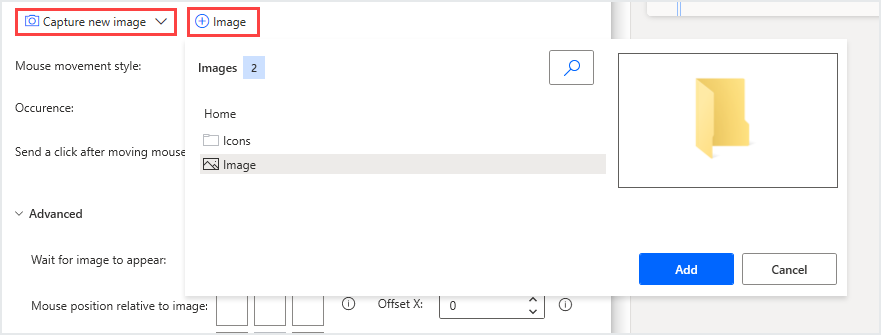 Capture new image
Image
Mouse movement style:
Images 2
Occurence:
Home
Icons
Send a click after moving mouse
Image
Advanced
Wait for image to appear:
Add
Cancel
Mouse position relative to image:
Offset X:
0